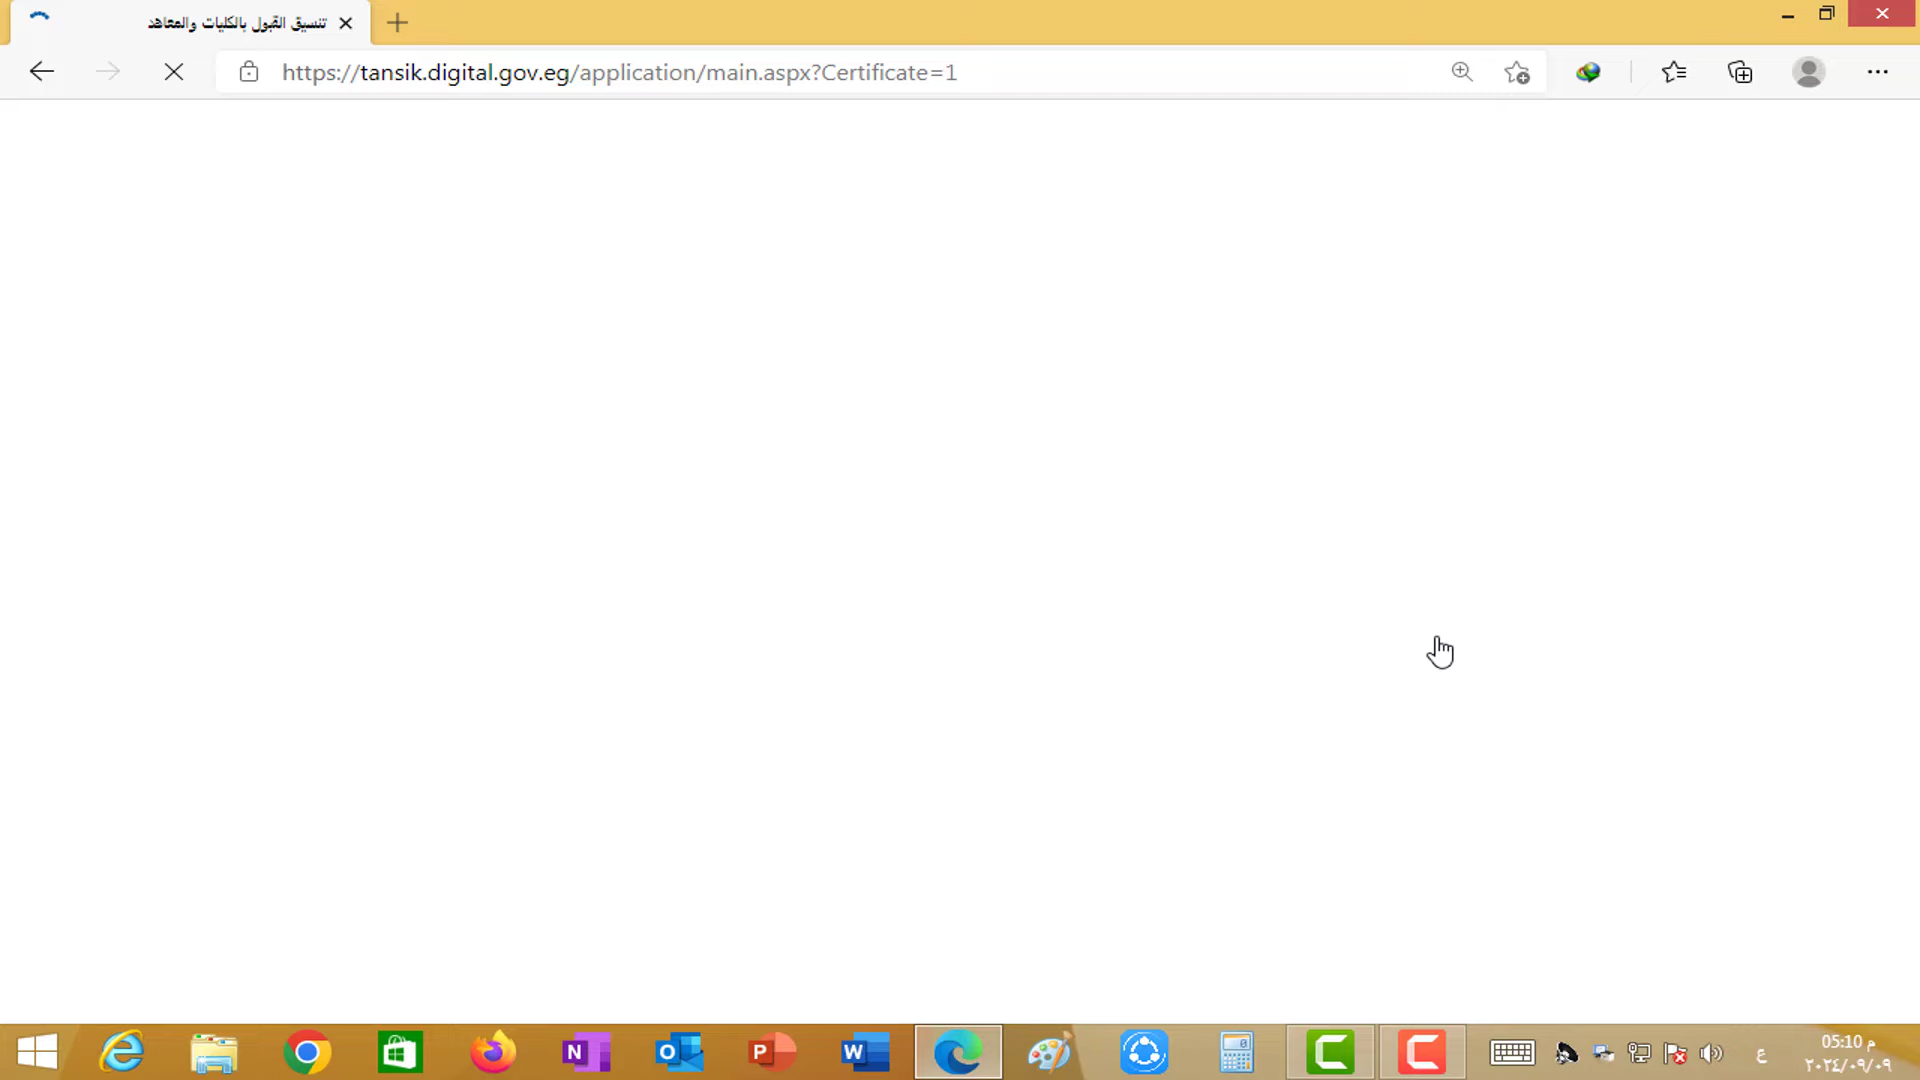 تنسيق القبول بالكليات والمعاهد
https://tansik.digital.gov.eg/application/main.aspx?Certificate=1
N
O
P
W
0
ع
05:10 م
٢٠٢٤/٠٩/٠٩